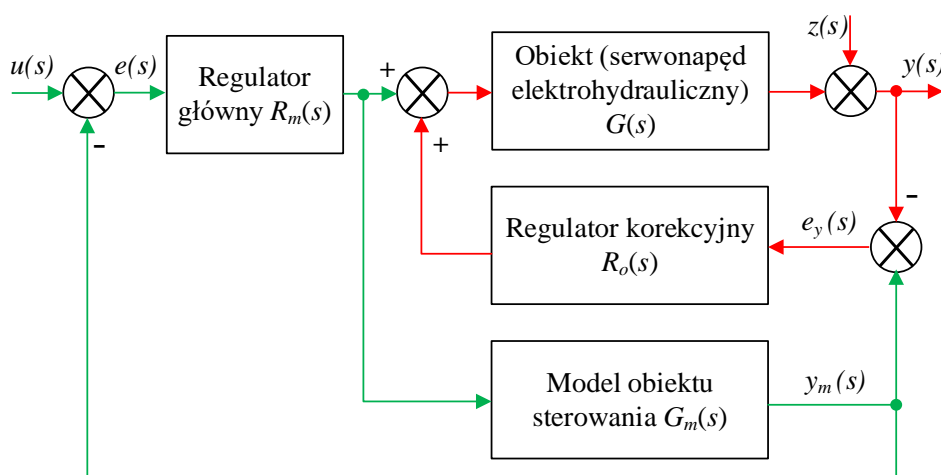 u(s)
e(s)
Regulator
główny Rm(s)
+
+
-
Obiekt (serwonapęd
elektrohydrauliczny)
G(s)
z(s)
y(s)
-
Regulator korekcyjny
Ro(s)
ey(s)
Model obiektu
sterowania Gm(s)
ym(s)